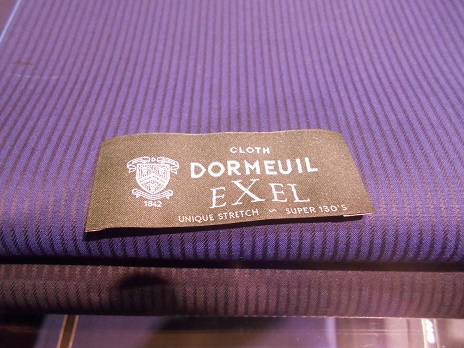 CLOTH
DORMEUIL
EXEL
1842
UNIQUE STRETCH ~ SUPER 130'S